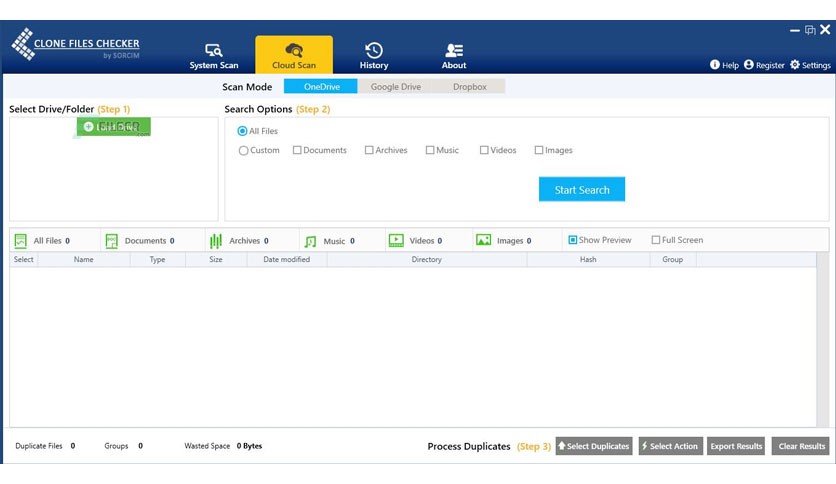 CLONE FILES CHECKER
by SORCIM
System Scan
Cloud Scan
History
About
Help Register Settings
Scan Mode OneDrive Google Drive Dropbox
Select Drive/Folder (Step 1)
Search Options (Step 2)
All Files
Custom Documents Archives Music Videos Images
Start Search
All Files 0 Documents 0 Archives 0 Music 0 Videos 0 Images 0 Show Preview Full Screen
Select Name Type Size Date modified Directory Hash Group
Duplicate Files 0 Groups 0 Wasted Space 0 Bytes Process Duplicates (Step 3) Select Duplicates Select Action Export Results Clear Results